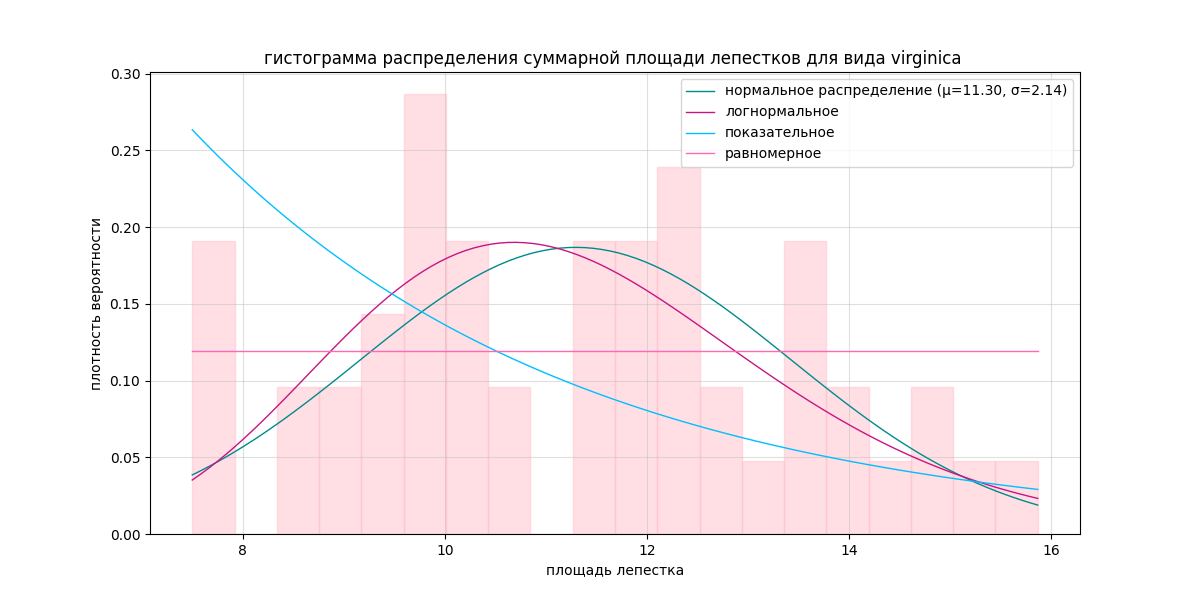 гистограмма распределения суммарной площади лепестков для вида virginica
нормальное распределение (μ=11.30, σ=2.14)
логнормальное
показательное
равномерное
плотность вероятности
0.30
0.25
0.20
0.15
0.10
0.05
0.00
8 10 12 14 16
площадь лепестка